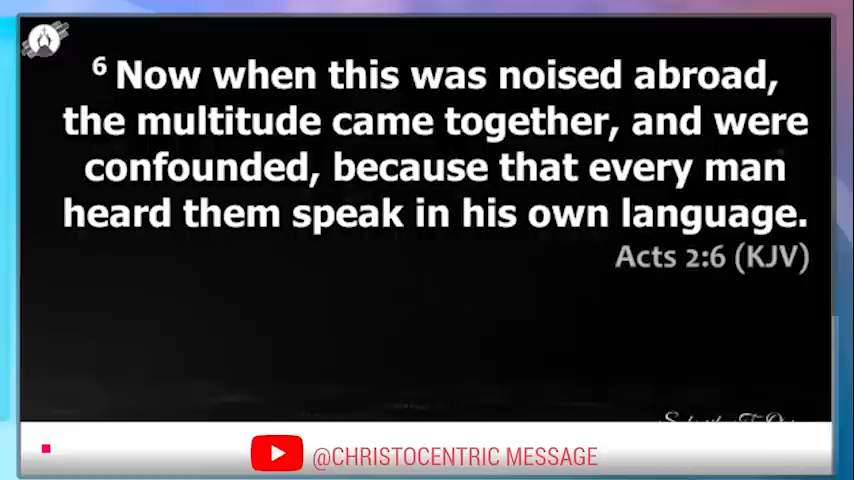 6 Now when this was noised abroad,
the multitude came together, and were
confounded, because that every man
heard them speak in his own language.
Acts 2:6 (KJV)
@CHRISTOCENTRIC MESSAGE